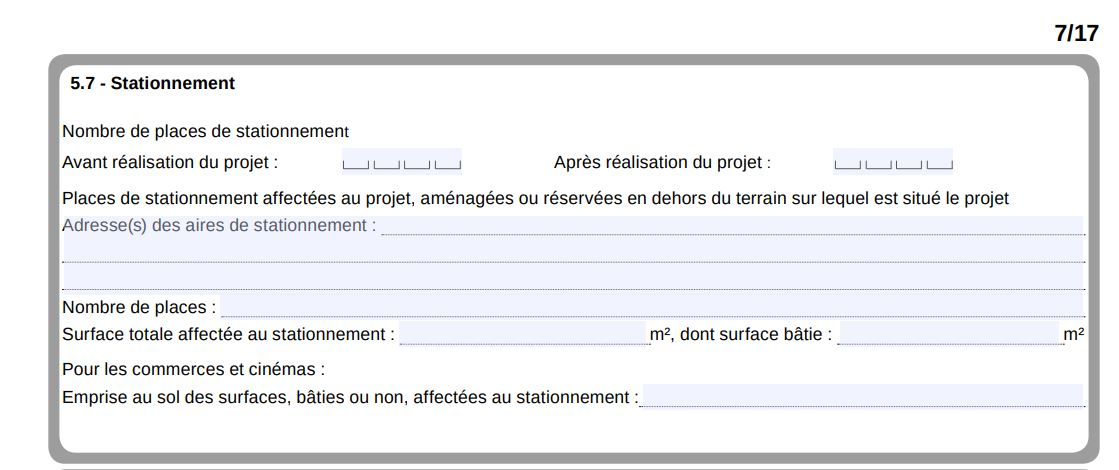 7/17
5.7 - Stationnement
Nombre de places de stationnement
Avant réalisation du projet : Après réalisation du projet :
Places de stationnement affectées au projet, aménagées ou réservées en dehors du terrain sur lequel est situé le projet
Adresse(s) des aires de stationnement :
Nombre de places :
Surface totale affectée au stationnement : m², dont surface bâtie : m²
Pour les commerces et cinémas :
Emprise au sol des surfaces, bâties ou non, affectées au stationnement :